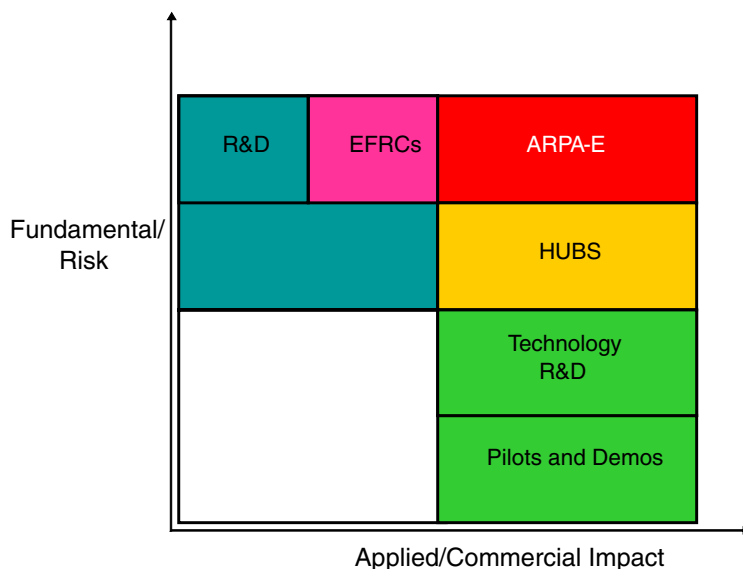 R&D
EFRCs
ARPA-E
Fundamental/
Risk
HUBS
Technology
R&D
Pilots and Demos
Applied/Commercial Impact